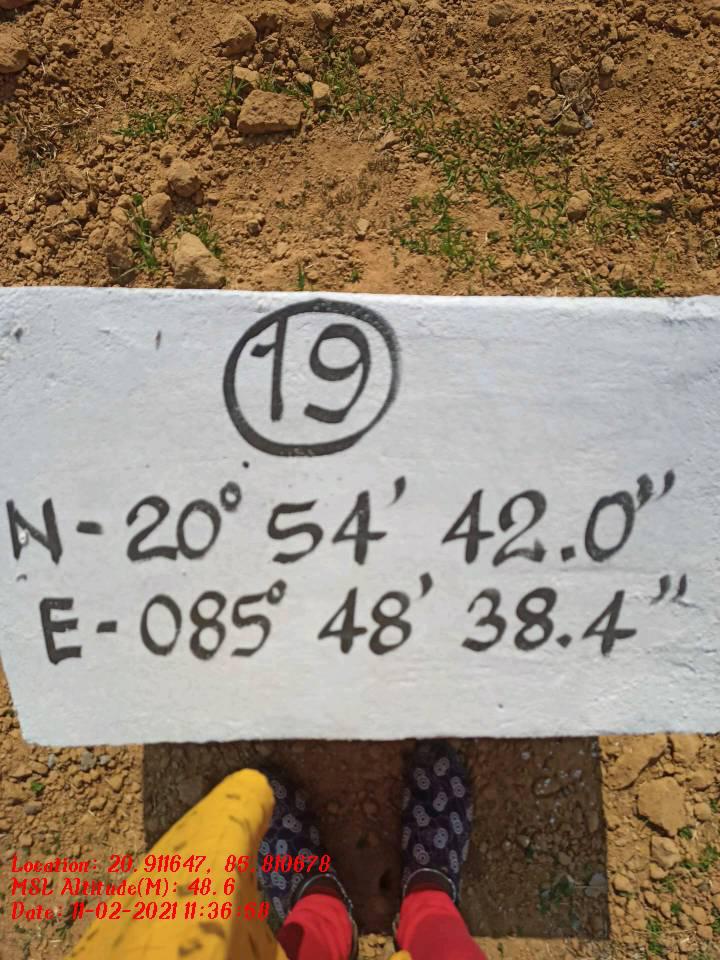 19
N-20° 54' 42.0"
E-085° 48' 38.4"
Location: 20.911647, 85.810678
MSL Altitude(M): 48.6
Date: 11-02-2021 11:36:58